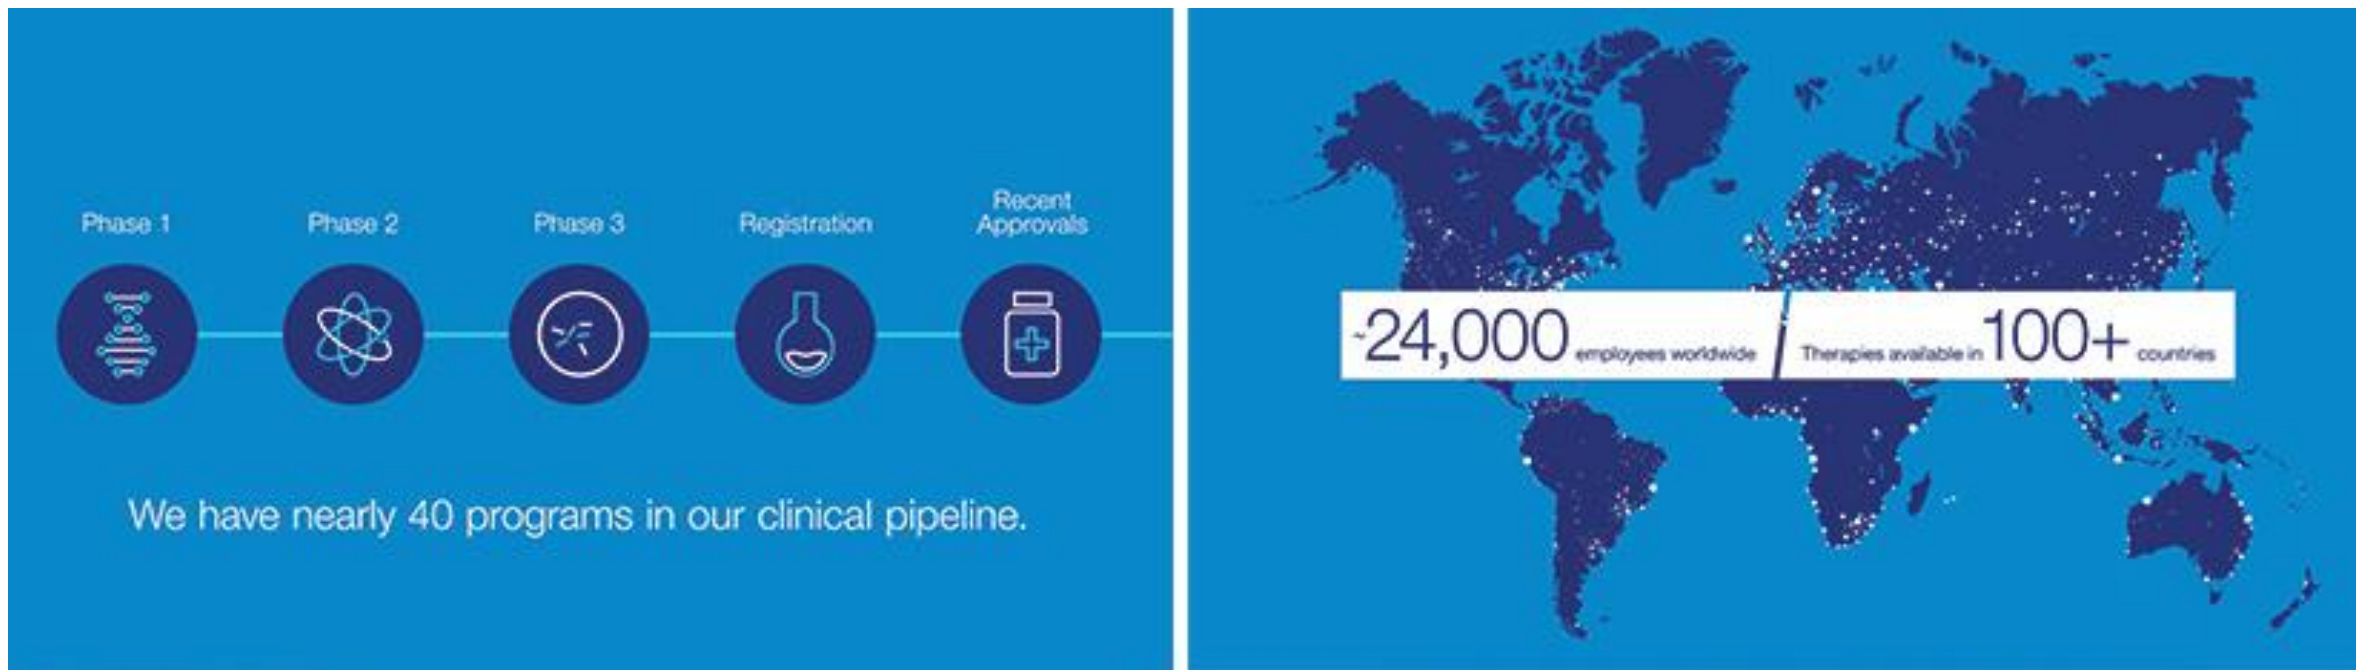 Phase 1
Phase 2
Phase 3
Registration
Recent
Approvals
We have nearly 40 programs in our clinical pipeline.
~24,000 employees worldwide
Therapies available in 100+ countries